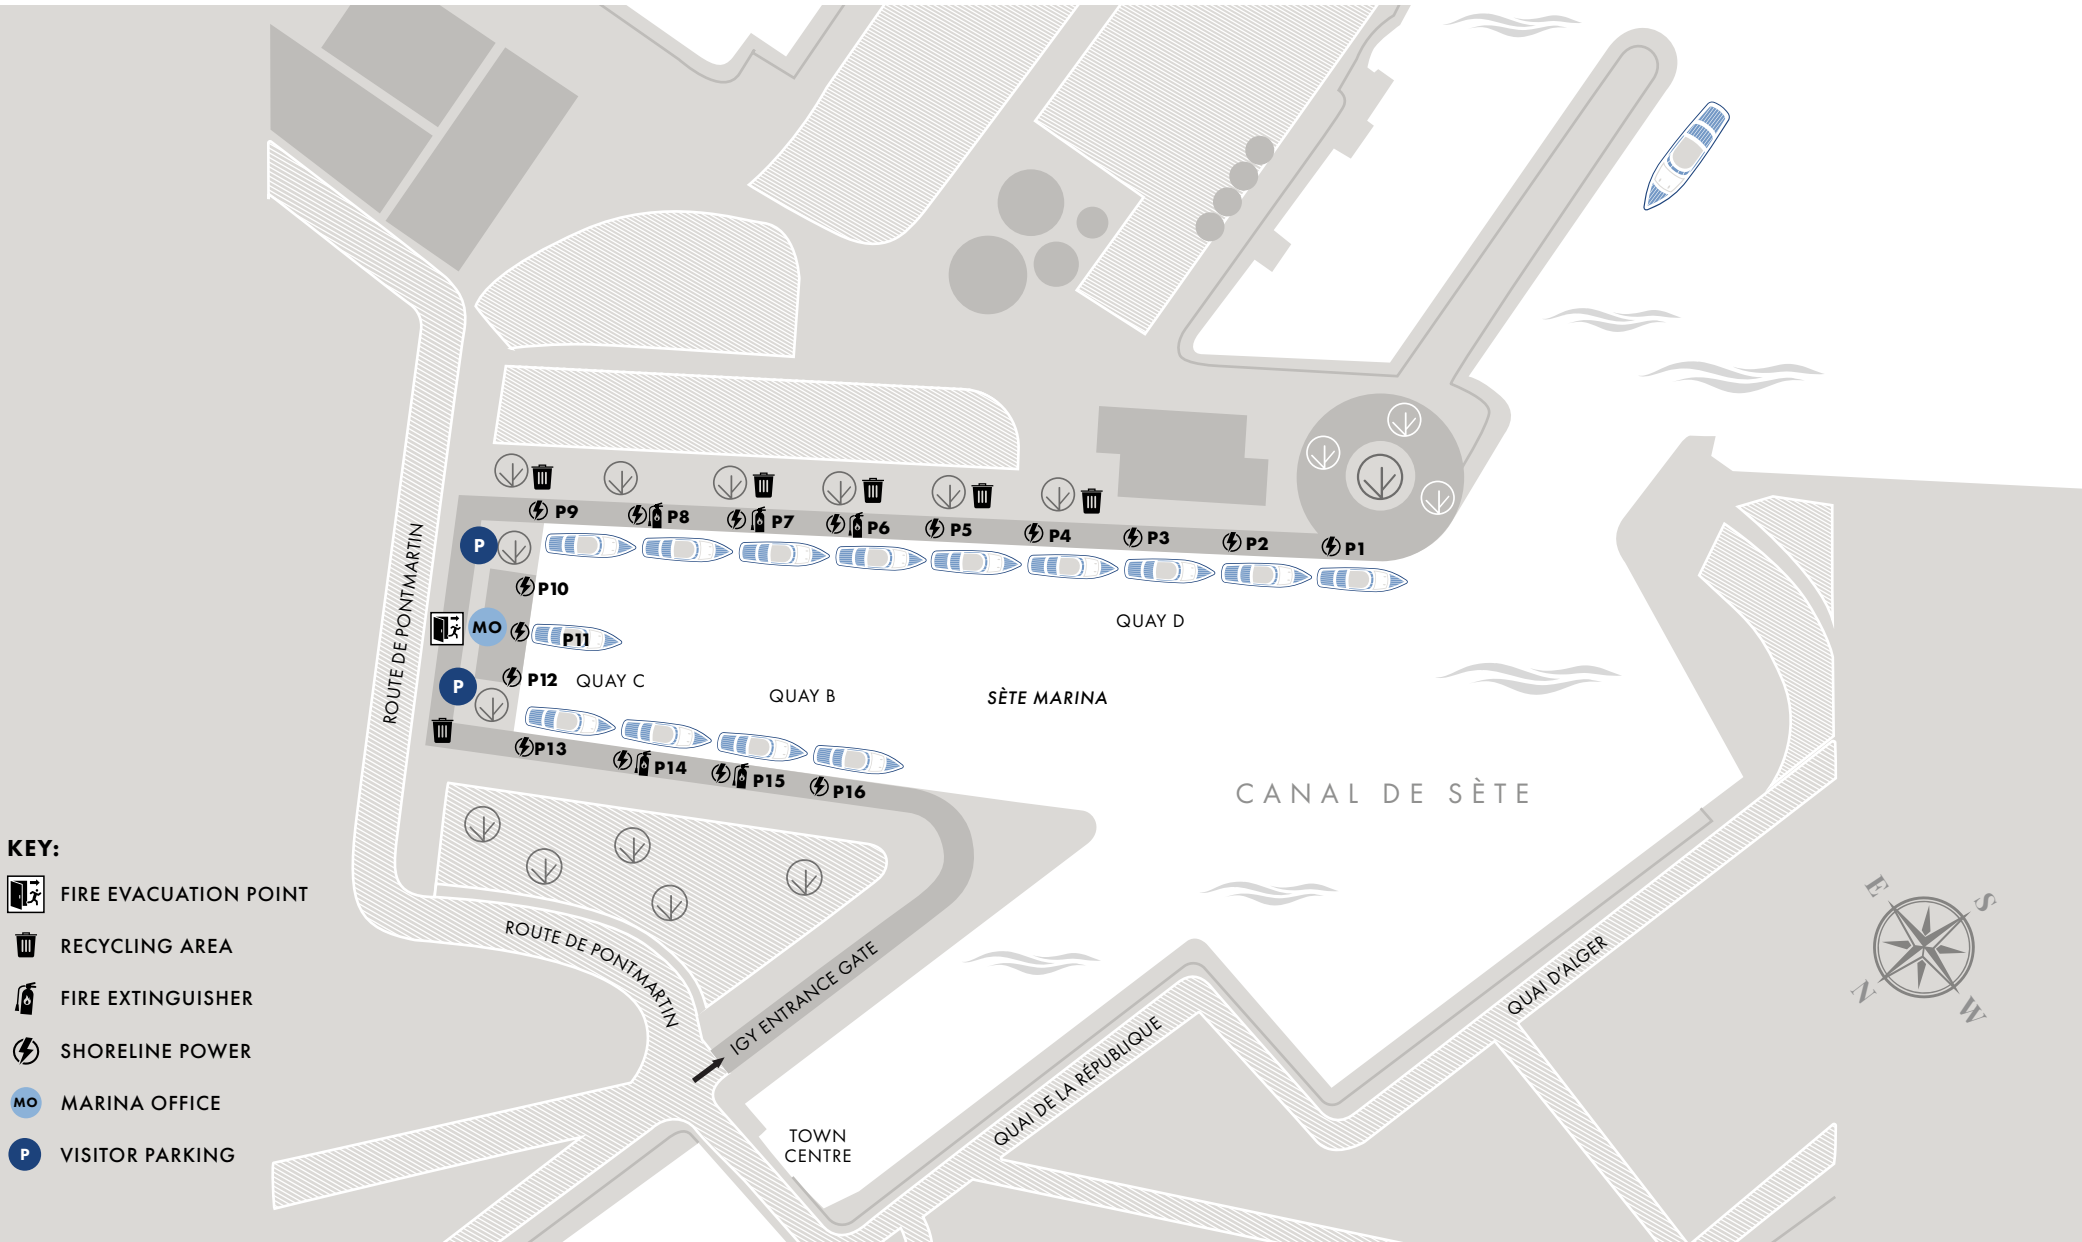 P9
P8
P7
P6
P5
P4
P3
P2
P1
P
P10
MO
P11
P12
P
QUAY C
QUAY B
QUAY D
SÈTE MARINA
ROUTE DE PONTMARTIN
P13
P14
P15
P16
CANAL DE SÈTE
ROUTE DE PONTMARTIN
IGY ENTRANCE GATE
QUAI DE LA RÉPUBLIQUE
QUAI D'ALGER
TOWN
CENTRE
E
S
N
W
KEY:
FIRE EVACUATION POINT
RECYCLING AREA
FIRE EXTINGUISHER
SHORELINE POWER
MO MARINA OFFICE
P VISITOR PARKING